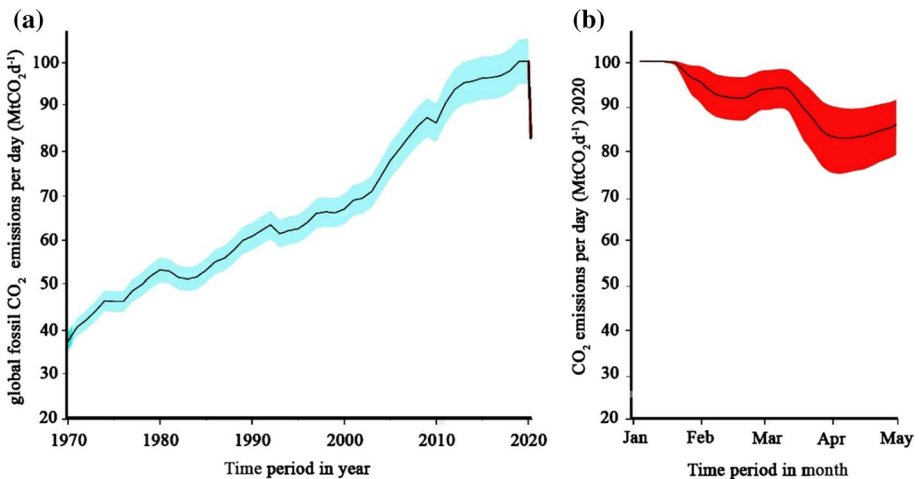 (a)
global fossil CO₂ emissions per day (MtCO₂d⁻¹)
100
90
80
70
60
50
40
30
20
1970
1980
1990
2000
2010
2020
Time period in year
(b)
CO₂ emissions per day (MtCO₂d⁻¹) 2020
100
90
80
70
60
50
40
30
20
Jan
Feb
Mar
Apr
May
Time period in month